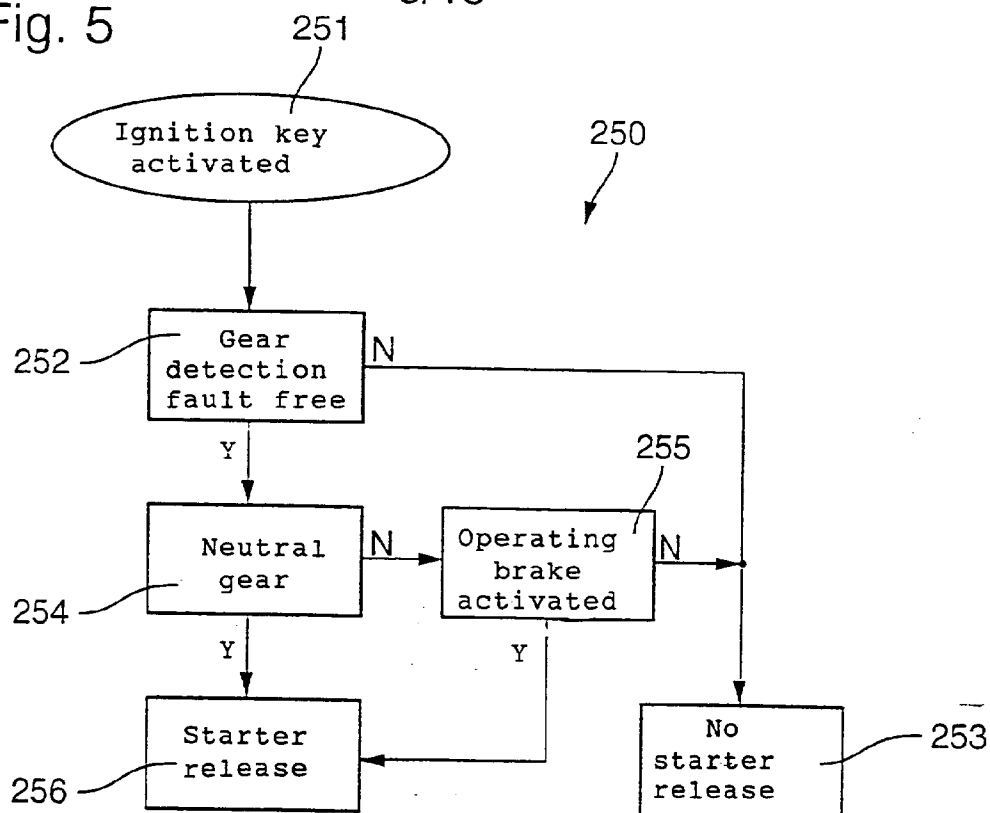 Fig. 5
251
Ignition key
activated
250
252
Gear
detection
fault free
N
Y
255
254
Neutral
gear
N
Operating
brake
activated
N
Y
Y
256
Starter
release
No
starter
release
253